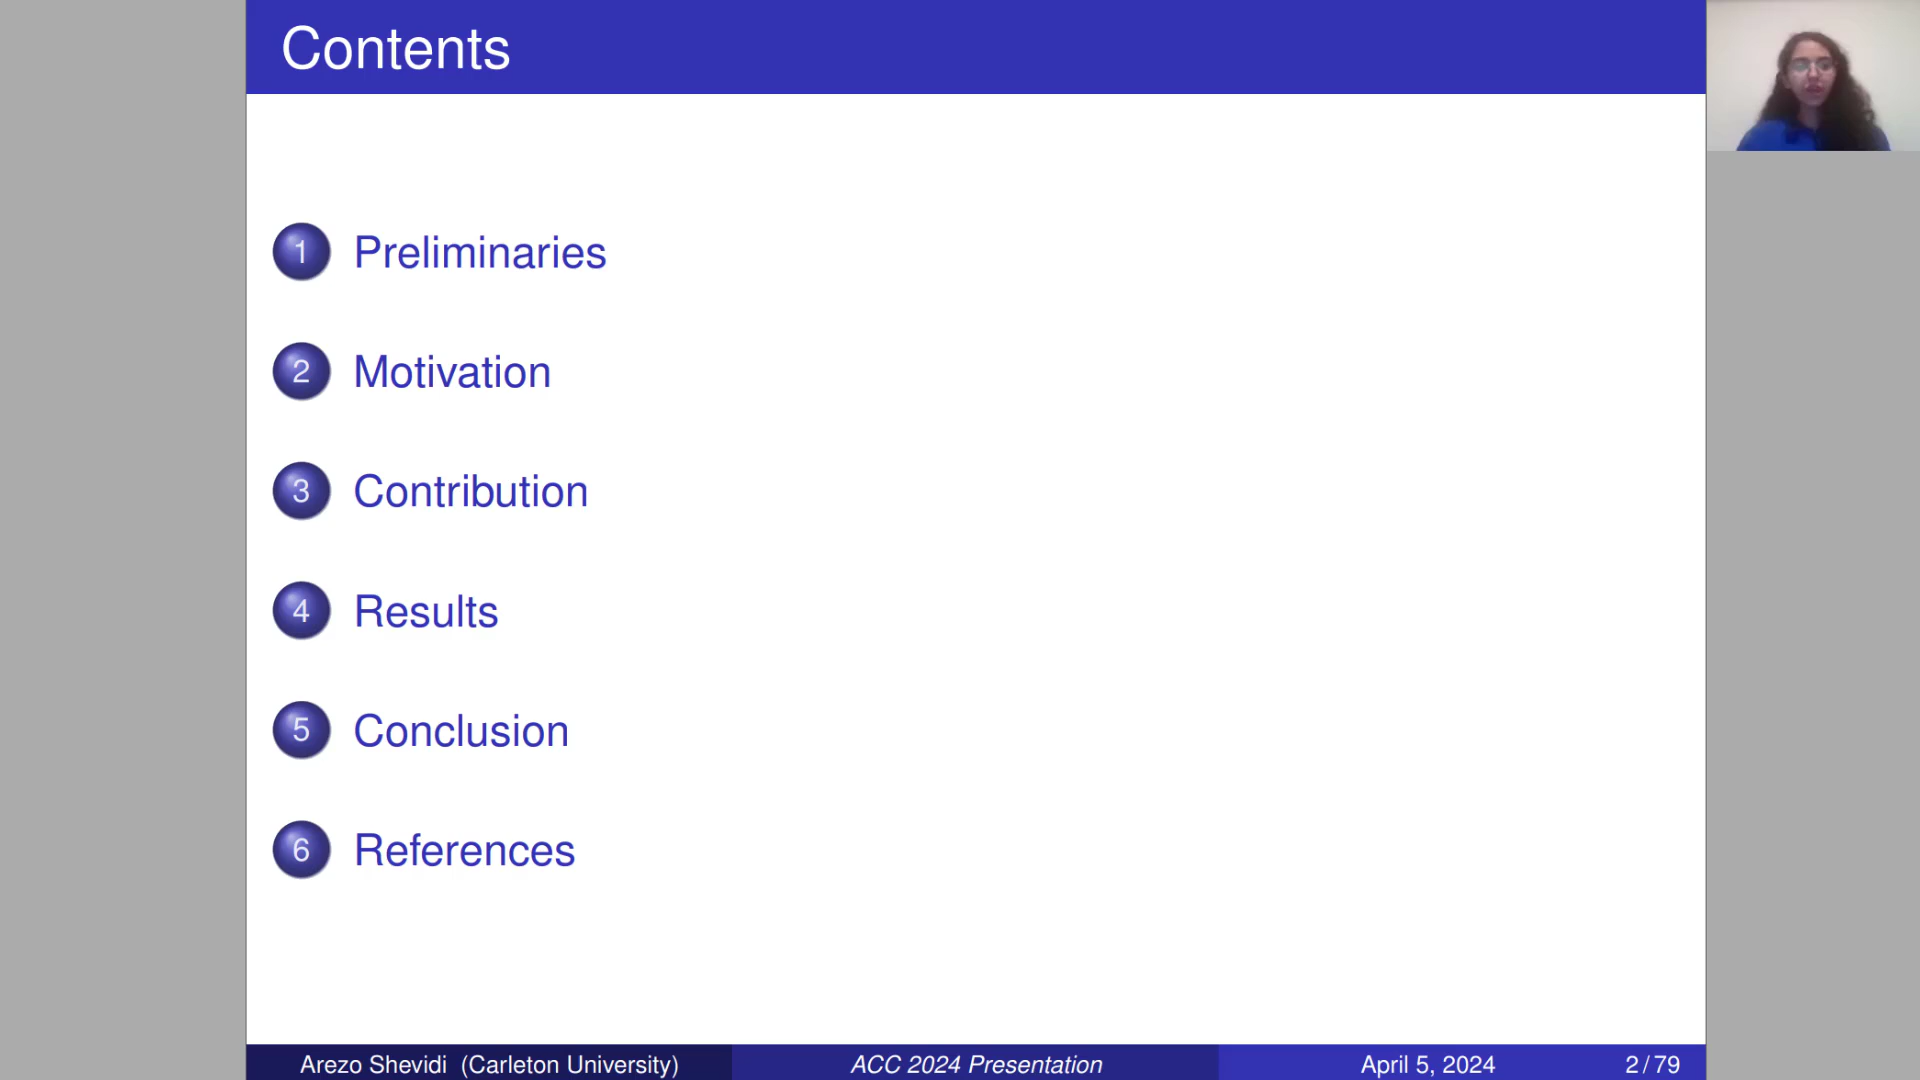 Contents
1 Preliminaries
2 Motivation
3 Contribution
4 Results
5 Conclusion
6 References
Arezo Shevidi (Carleton University) ACC 2024 Presentation April 5, 2024 2 / 79